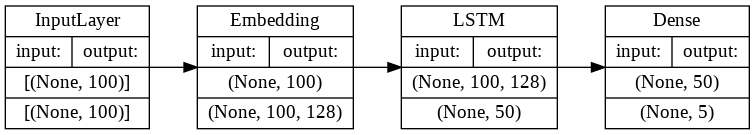 InputLayer
input: output:
[(None, 100)]
[(None, 100)]
Embedding
input: output:
(None, 100)
(None, 100, 128)
LSTM
input: output:
(None, 100, 128)
(None, 50)
Dense
input: output:
(None, 50)
(None, 5)